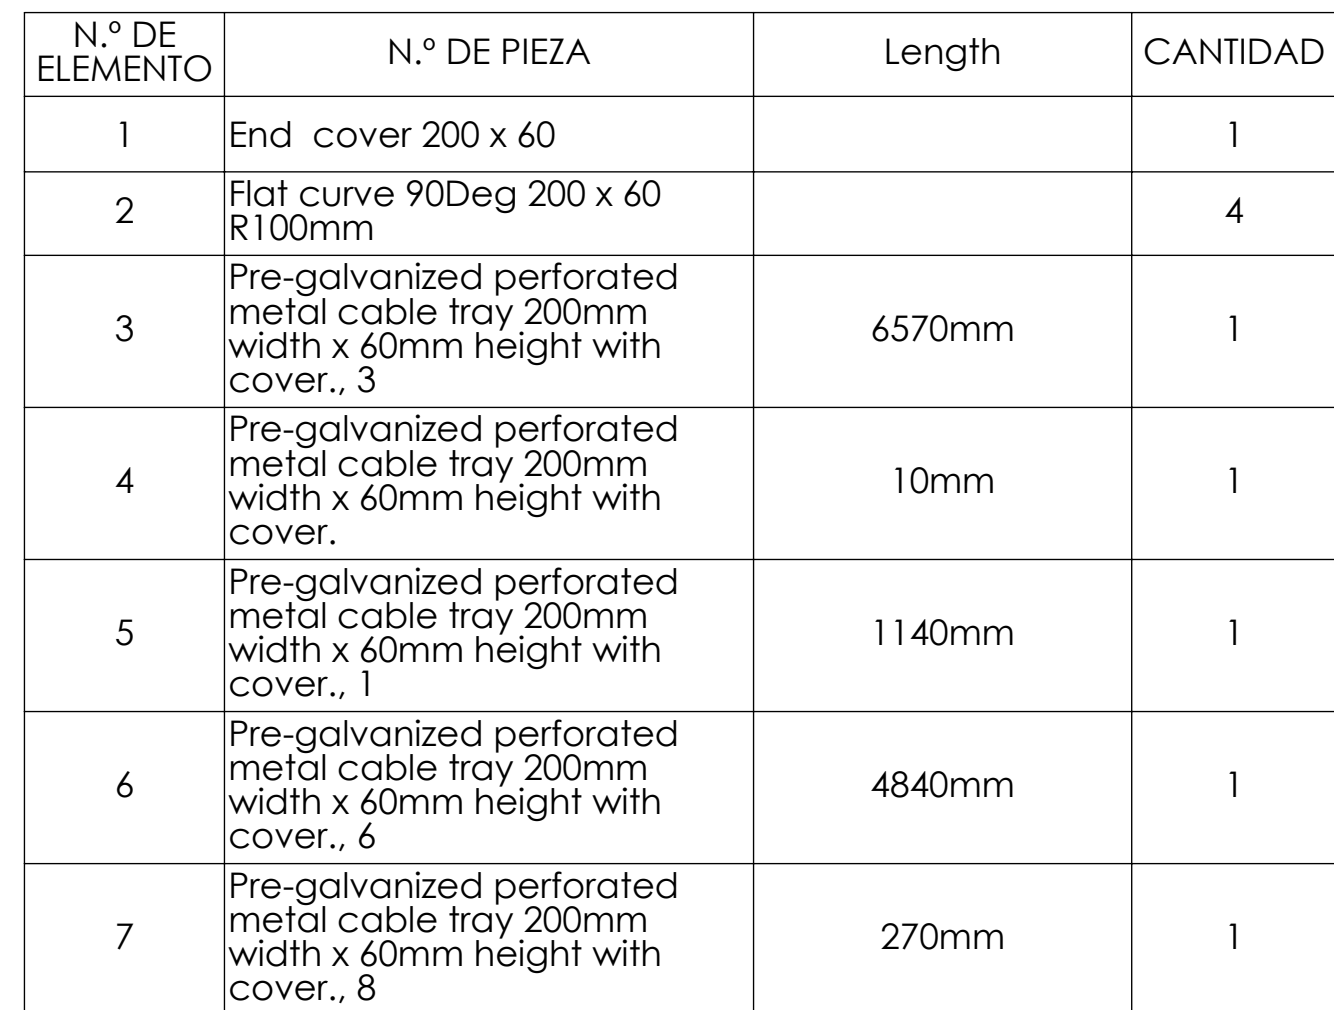 N.º DE
ELEMENTO
N.º DE PIEZA
Length
CANTIDAD
1
End  cover 200 x 60
1
2
Flat curve 90Deg 200 x 60
R100mm
4
3
Pre-galvanized perforated
metal cable tray 200mm
width x 60mm height with
cover., 3
6570mm
1
4
Pre-galvanized perforated
metal cable tray 200mm
width x 60mm height with
cover.
10mm
1
5
Pre-galvanized perforated
metal cable tray 200mm
width x 60mm height with
cover., 1
1140mm
1
6
Pre-galvanized perforated
metal cable tray 200mm
width x 60mm height with
cover., 6
4840mm
1
7
Pre-galvanized perforated
metal cable tray 200mm
width x 60mm height with
cover., 8
270mm
1